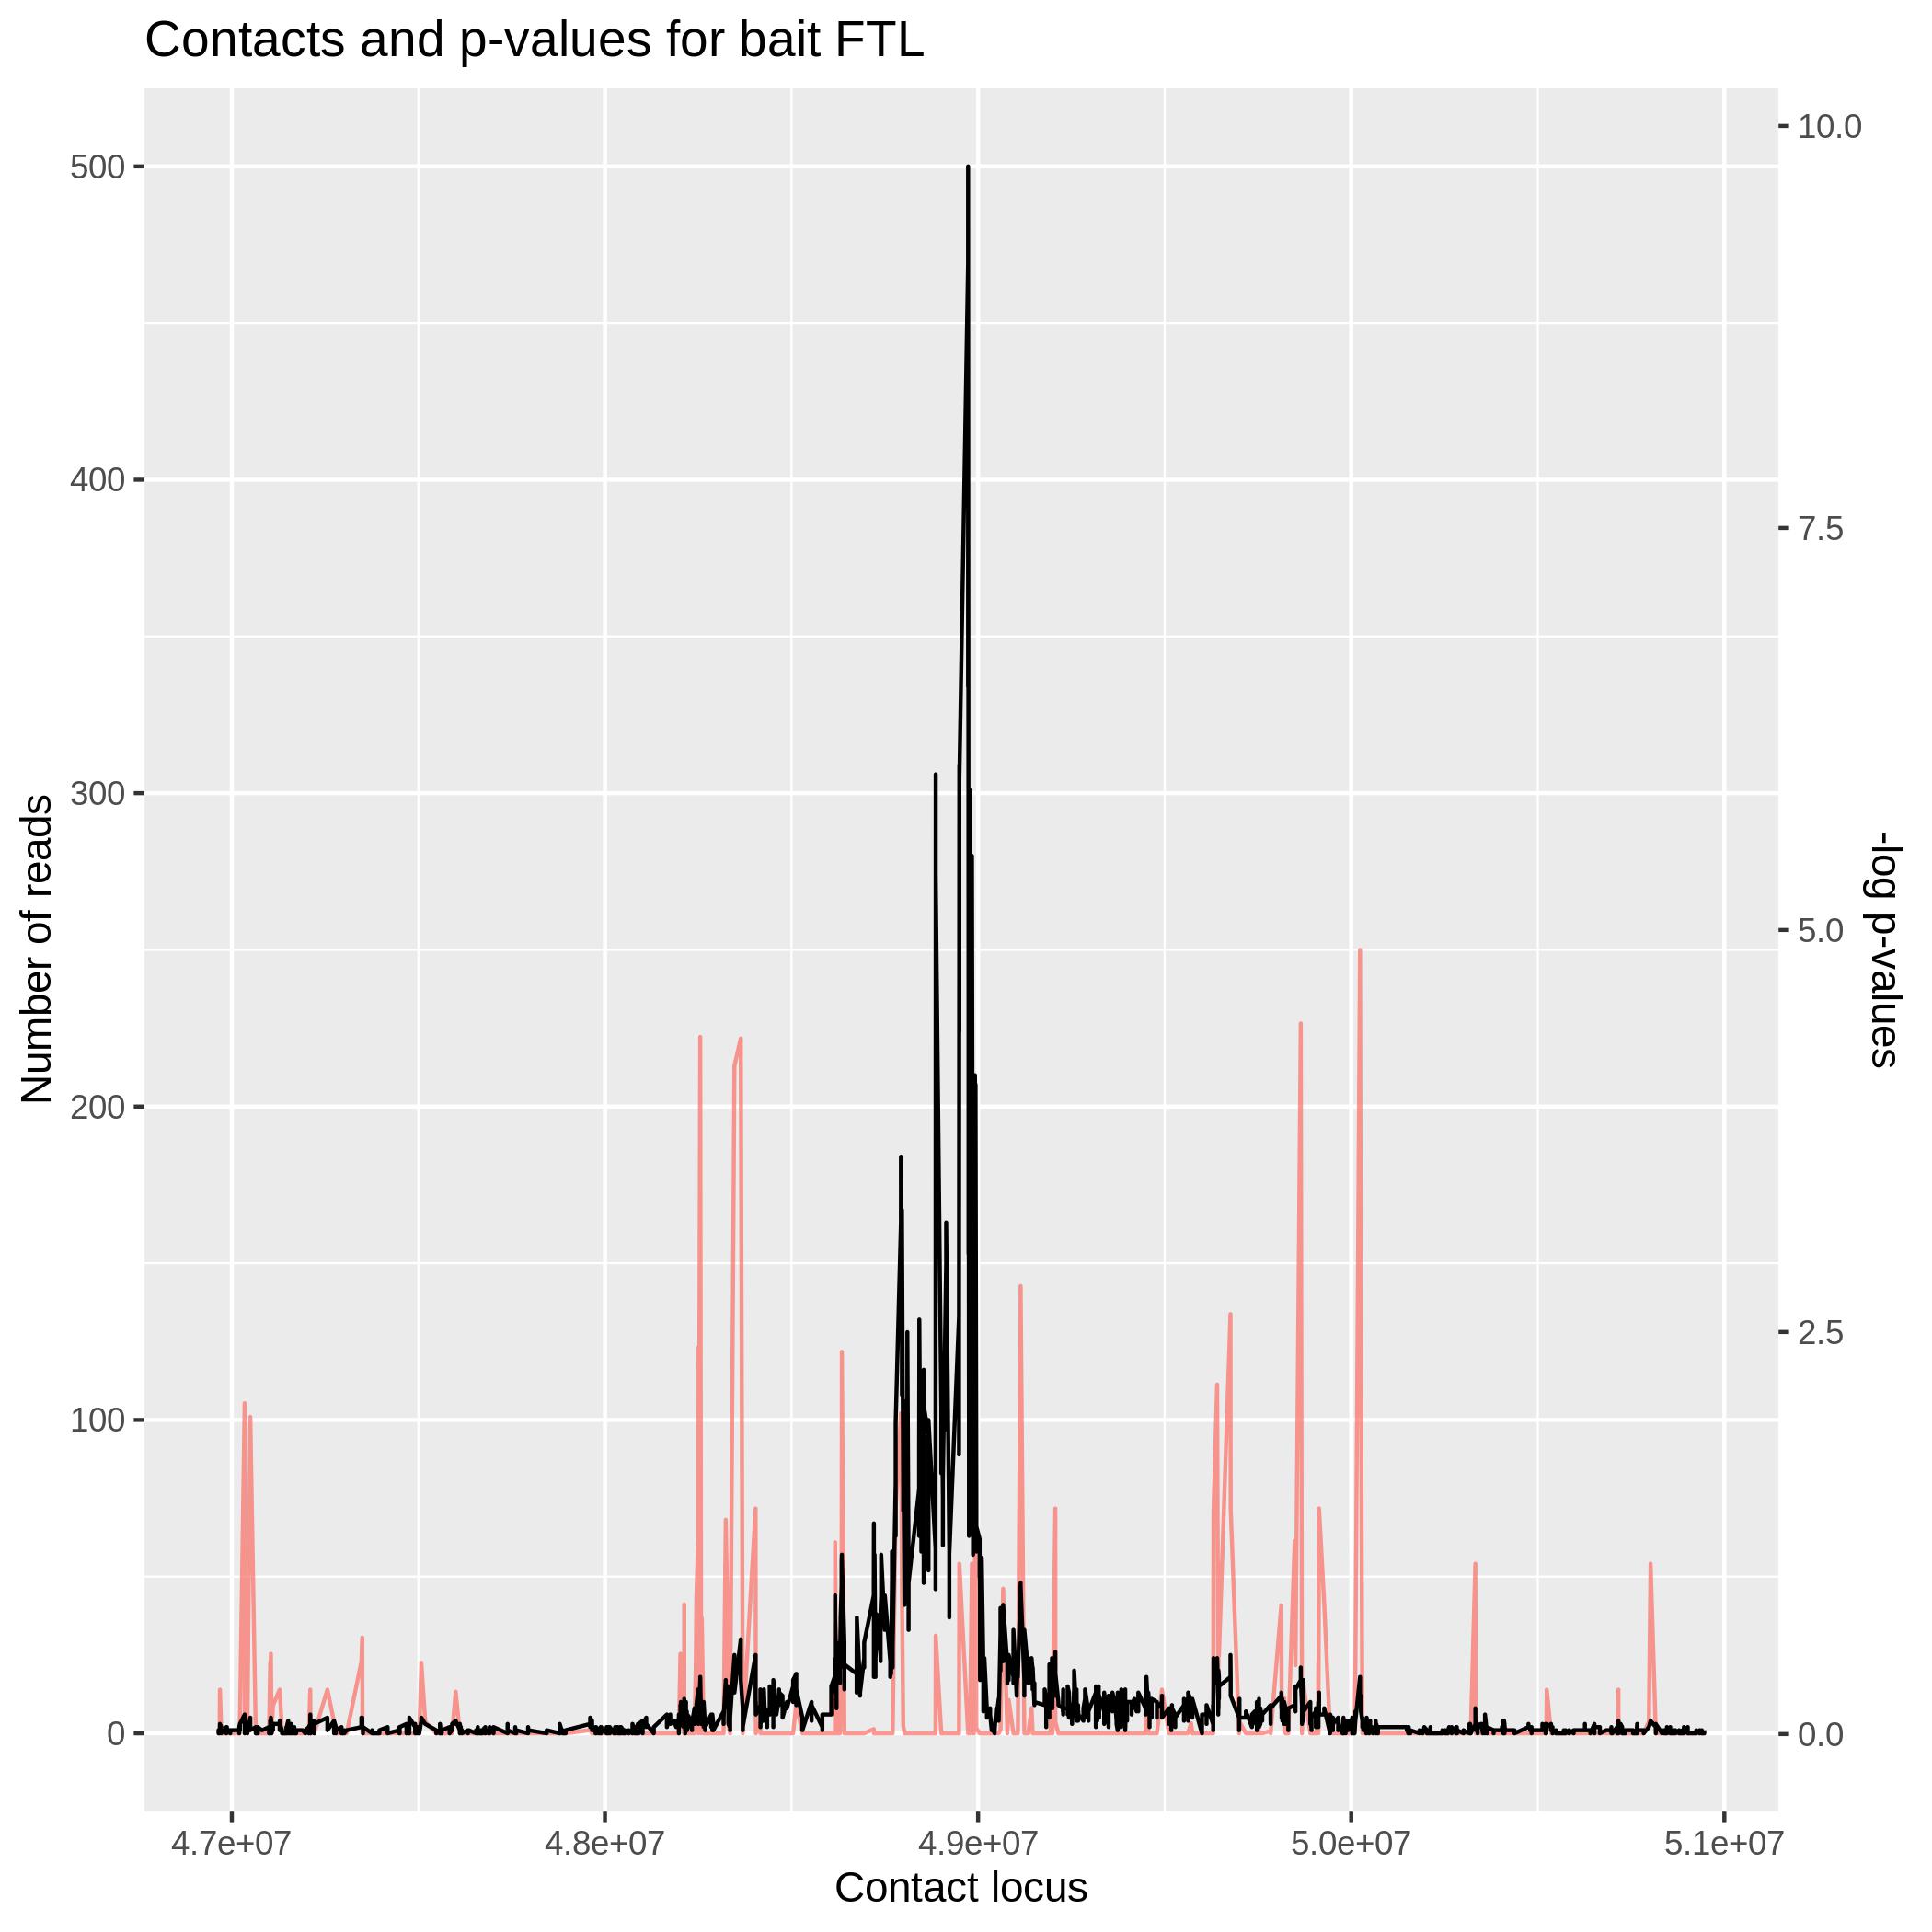 Contacts and p-values for bait FTL
500
400
300
200
100
0
Number of reads
10.0
7.5
5.0
2.5
0.0
-log p-values
4.7e+07
4.8e+07
4.9e+07
5.0e+07
5.1e+07
Contact locus